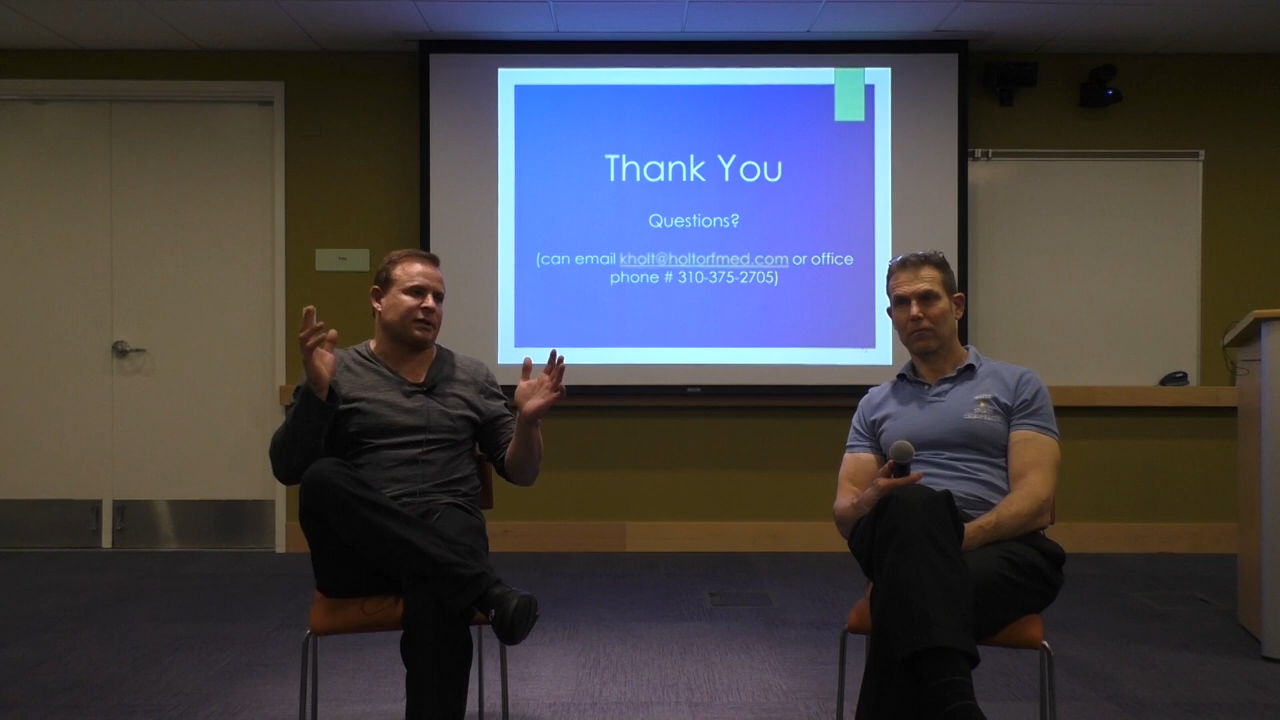 Thank You
Questions?
(can email kholt@holtorfmed.com or office
phone # 310-375-2705)